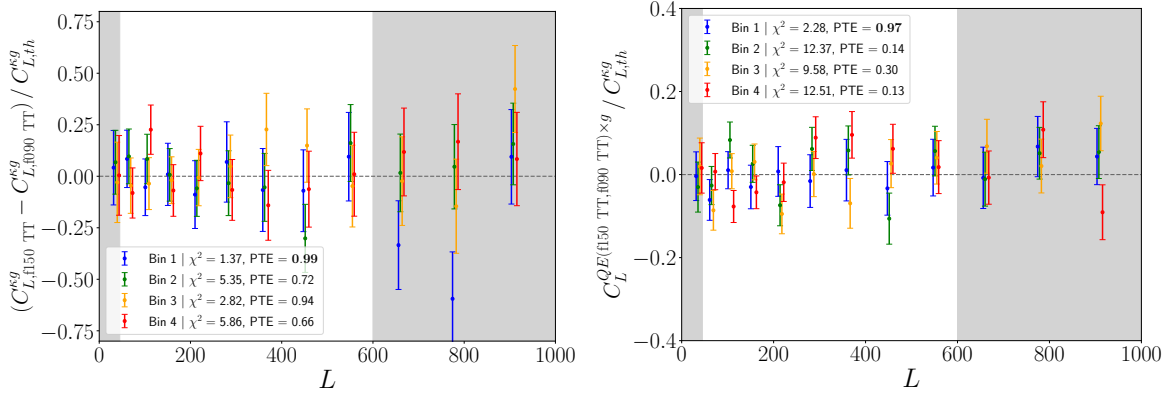 0.75
0.50
0.25
0.00
−0.25
−0.50
−0.75
(C^{κg}_{L,f150 TT} − C^{κg}_{L,f090 TT}) / C^{κg}_{L,th}
Bin 1 | χ² = 1.37, PTE = 0.99
Bin 2 | χ² = 5.35, PTE = 0.72
Bin 3 | χ² = 2.82, PTE = 0.94
Bin 4 | χ² = 5.86, PTE = 0.66
0 200 400 600 800 1000
L
0.4
0.2
0.0
−0.2
−0.4
C_L^{QE(f150 TT,f090 TT)×g} / C^{κg}_{L,th}
Bin 1 | χ² = 2.28, PTE = 0.97
Bin 2 | χ² = 12.37, PTE = 0.14
Bin 3 | χ² = 9.58, PTE = 0.30
Bin 4 | χ² = 12.51, PTE = 0.13
0 200 400 600 800 1000
L